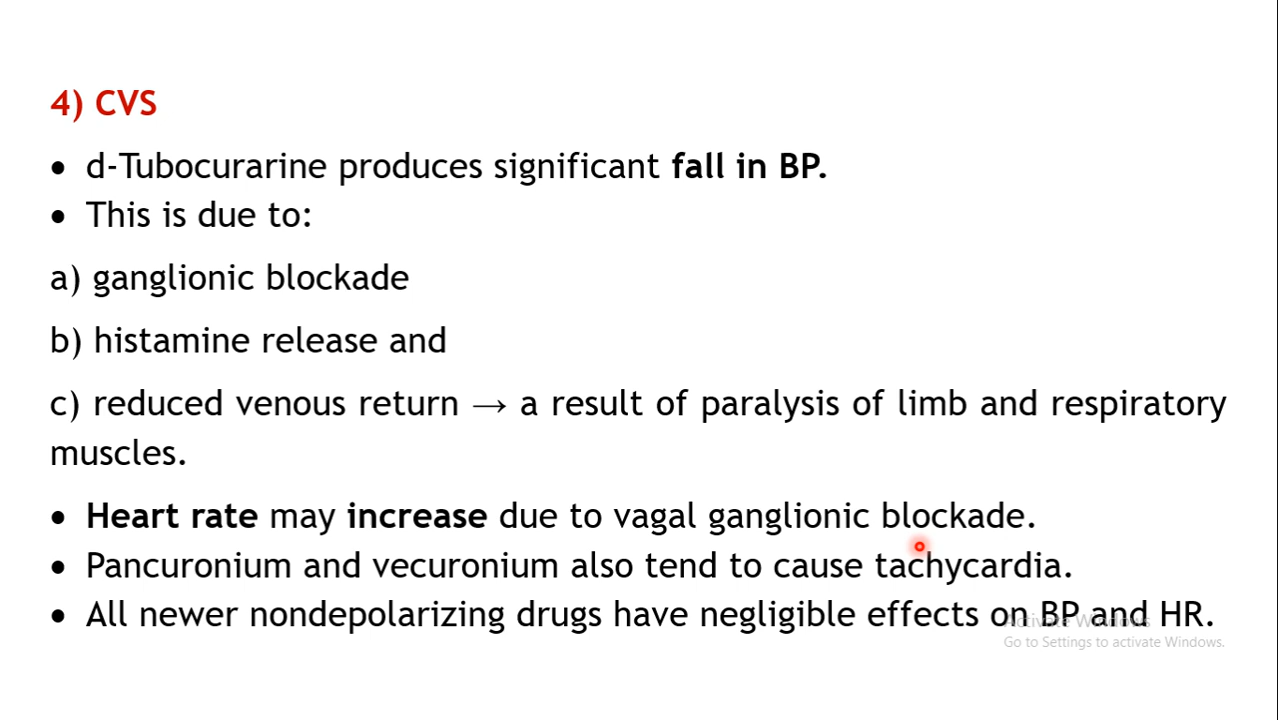 4) CVS
• d-Tubocurarine produces significant fall in BP.
• This is due to:
a) ganglionic blockade
b) histamine release and
c) reduced venous return → a result of paralysis of limb and respiratory
muscles.
• Heart rate may increase due to vagal ganglionic blockade.
• Pancuronium and vecuronium also tend to cause tachycardia.
• All newer nondepolarizing drugs have negligible effects on BP and HR.
Activate Windows
Go to Settings to activate Windows.